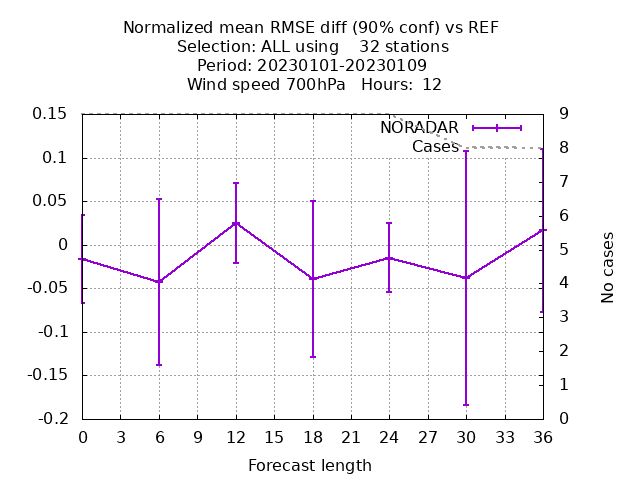 Normalized mean RMSE diff (90% conf) vs REF
Selection: ALL using    32 stations
Period: 20230101-20230109
Wind speed 700hPa   Hours:  12
0.15
0.1
0.05
0
-0.05
-0.1
-0.15
-0.2
NORADAR
Cases
9
8
7
6
5
4
3
2
1
0
No cases
0 3 6 9 12 15 18 21 24 27 30 33 36
Forecast length